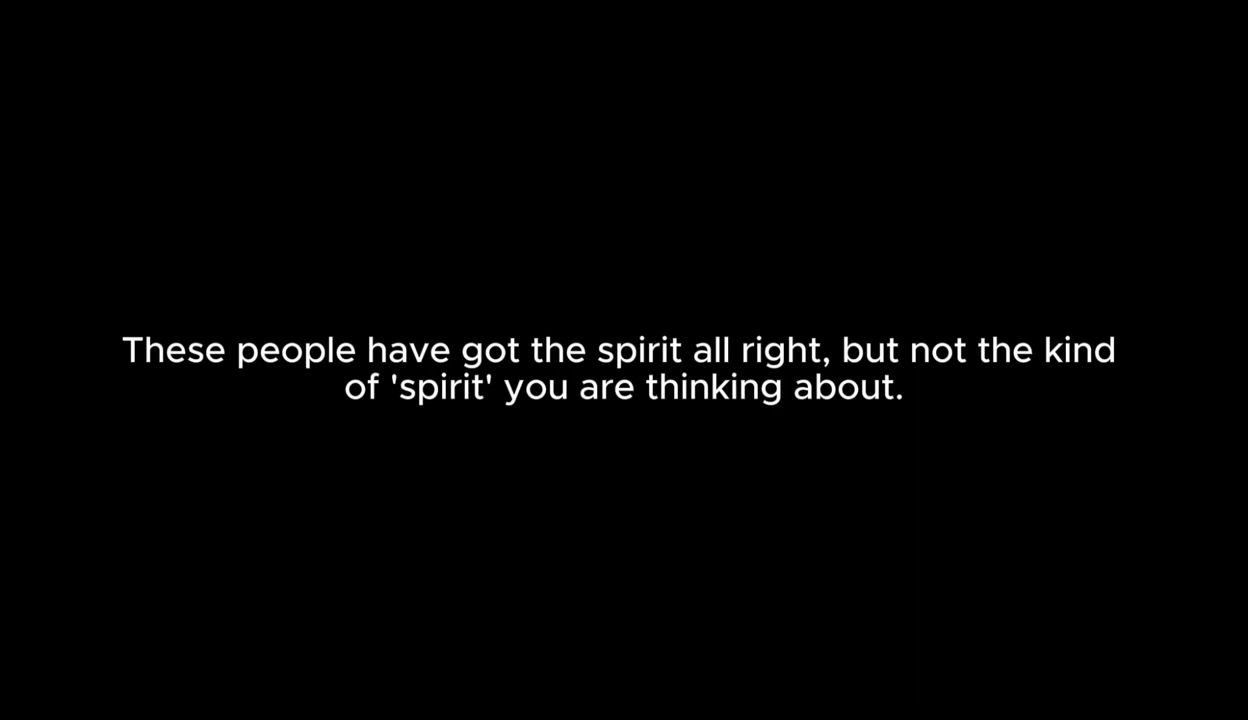 These people have got the spirit all right, but not the kind
of 'spirit' you are thinking about.